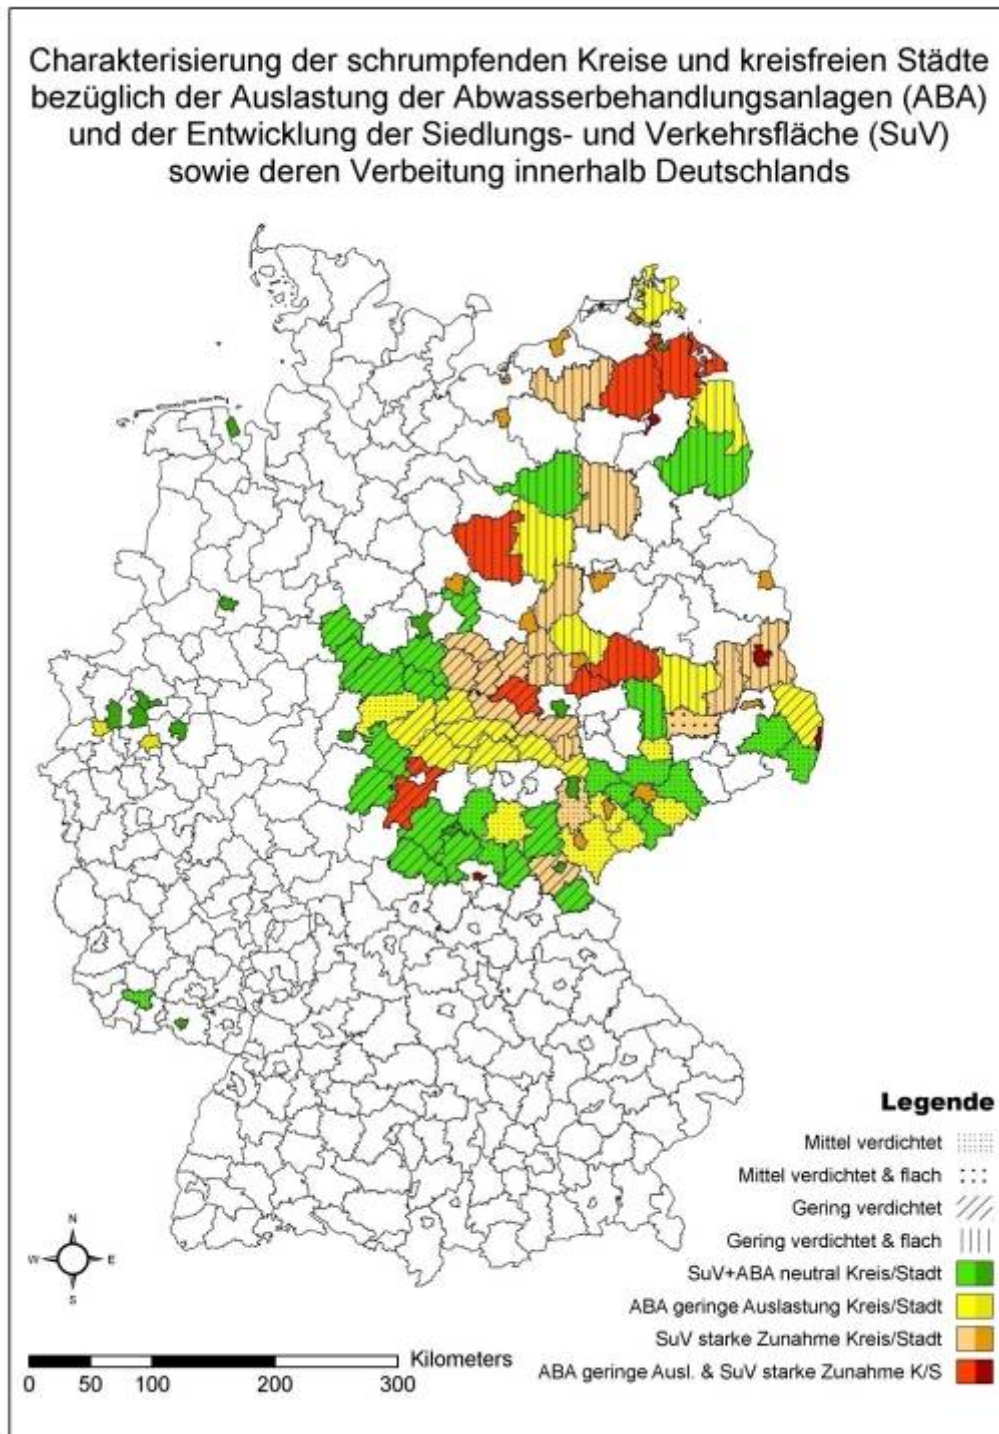 Charakterisierung der schrumpfenden Kreise und kreisfreien Städte
bezüglich der Auslastung der Abwasserbehandlungsanlagen (ABA)
und der Entwicklung der Siedlungs- und Verkehrsfläche (SuV)
sowie deren Verbeitung innerhalb Deutschlands
Legende
Mittel verdichtet
Mittel verdichtet & flach
Gering verdichtet
Gering verdichtet & flach
SuV+ABA neutral Kreis/Stadt
ABA geringe Auslastung Kreis/Stadt
SuV starke Zunahme Kreis/Stadt
ABA geringe Ausl. & SuV starke Zunahme K/S
N
W E
S
Kilometers
0 50 100 200 300